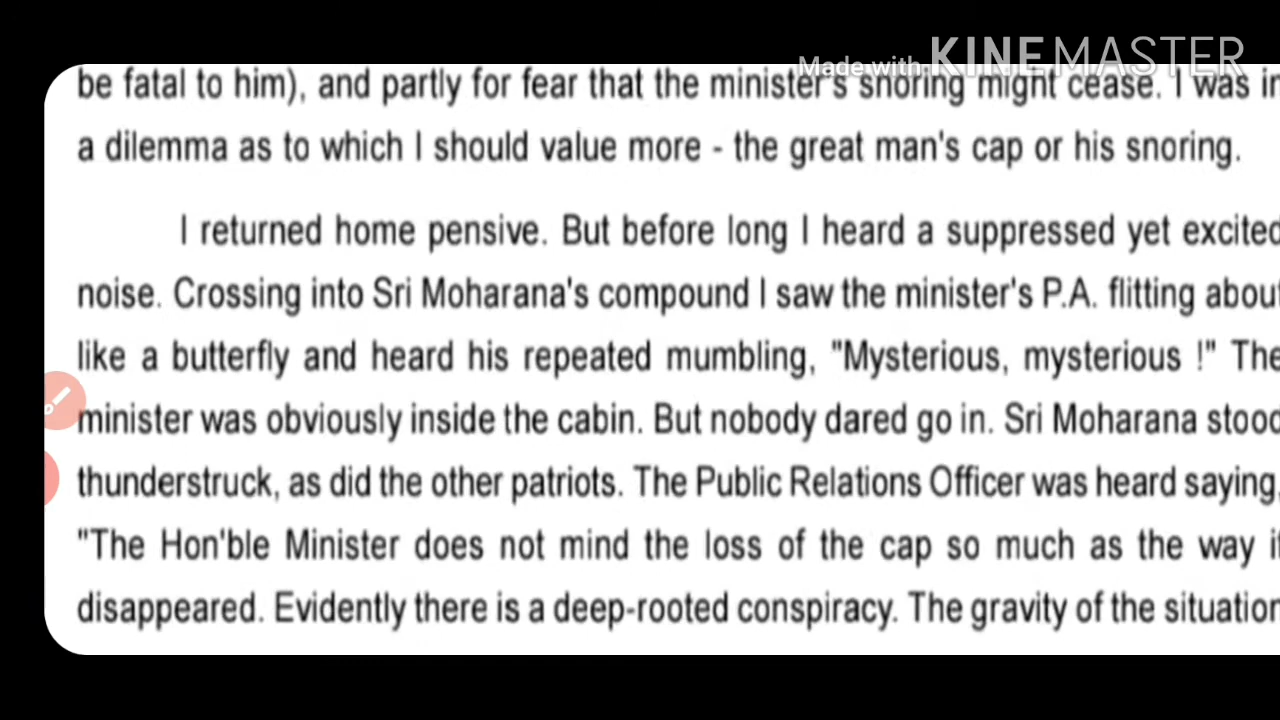 Made with KINEMASTER
be fatal to him), and partly for fear that the minister's snoring might cease. I was in
a dilemma as to which I should value more - the great man's cap or his snoring.
I returned home pensive. But before long I heard a suppressed yet excited
noise. Crossing into Sri Moharana's compound I saw the minister's P.A. flitting about
like a butterfly and heard his repeated mumbling, "Mysterious, mysterious !" The
minister was obviously inside the cabin. But nobody dared go in. Sri Moharana stood
thunderstruck, as did the other patriots. The Public Relations Officer was heard saying,
"The Hon'ble Minister does not mind the loss of the cap so much as the way it
disappeared. Evidently there is a deep-rooted conspiracy. The gravity of the situation